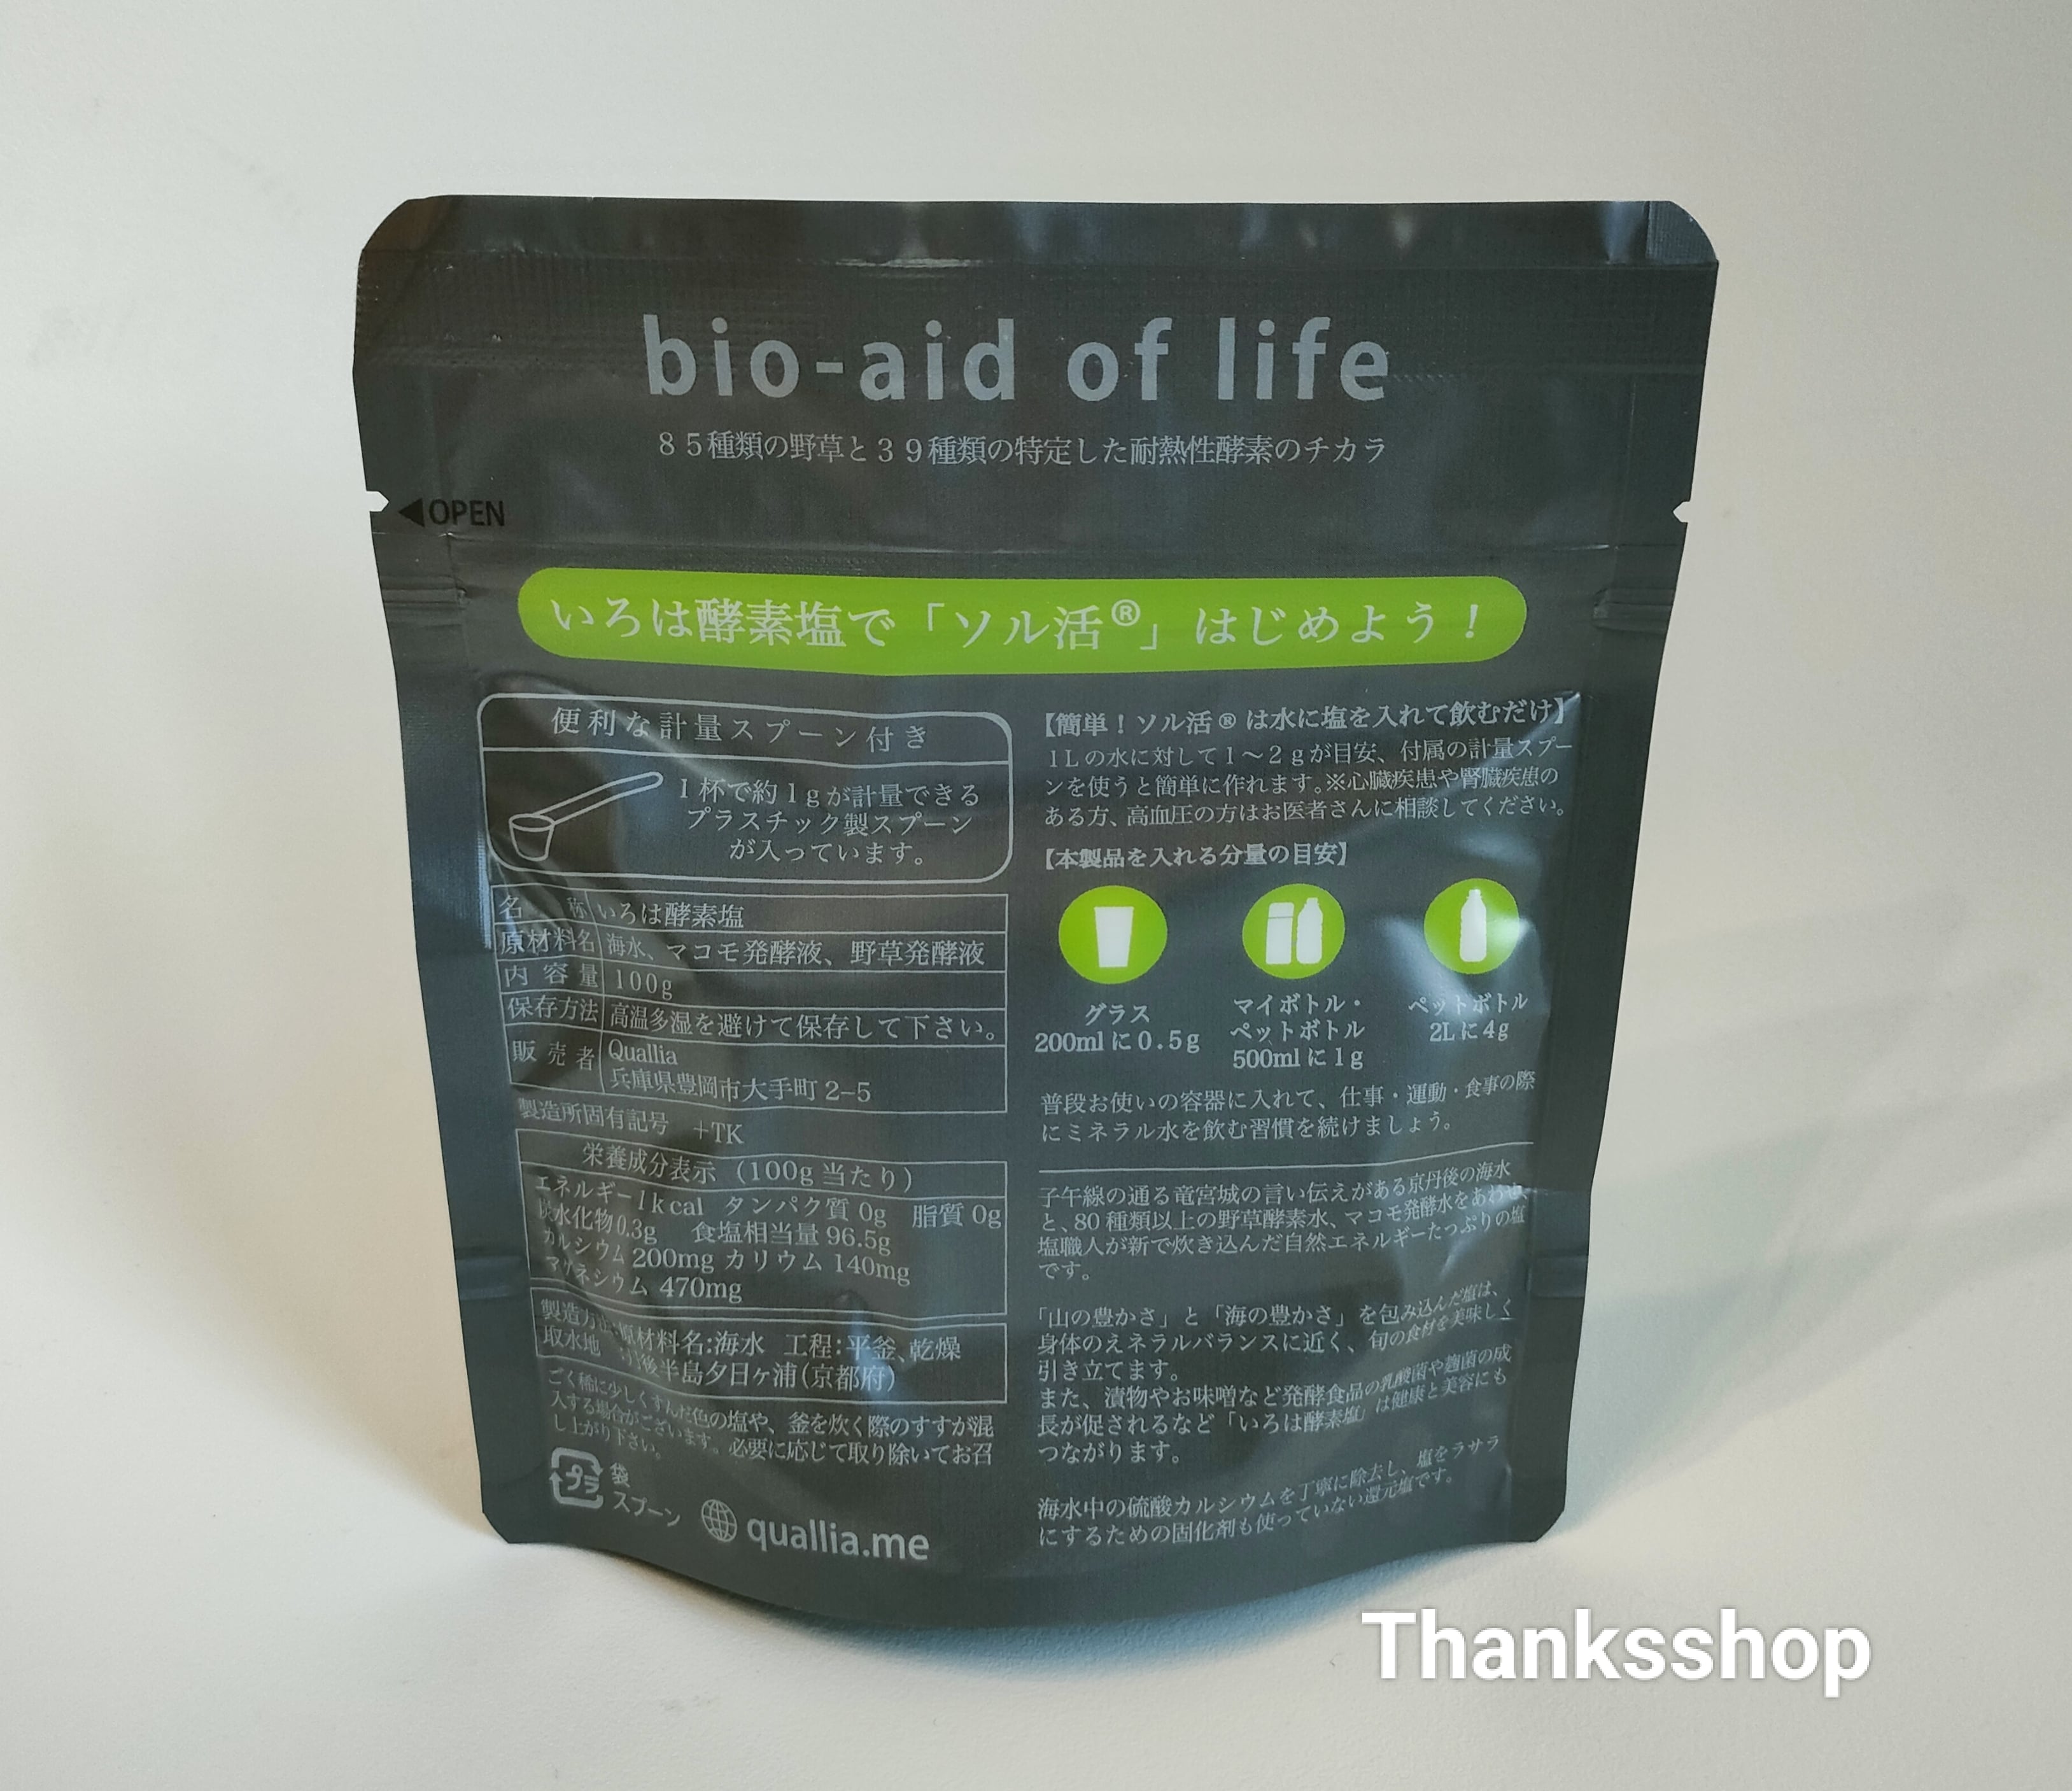 bio-aid of life
85種類の野草と39種類の特定した耐熱性酵素のチカラ
◀OPEN
いろは酵素塩で「ソル活®」はじめよう！
便利な計量スプーン付き
1杯で約1gが計量できる
プラスチック製スプーン
が入っています。
名称 いろは酵素塩
原材料名 海水、マコモ発酵液、野草発酵液
内容量 100g
保存方法 高温多湿を避けて保存して下さい。
販売者 Quallia
兵庫県豊岡市大手町2-5
製造所固有記号 +TK
栄養成分表示（100g当たり）
エネルギー1kcal タンパク質0g 脂質0g
炭水化物0.3g 食塩相当量96.5g
カルシウム200mg カリウム140mg
マグネシウム470mg
製造方法 原材料名:海水 工程:平釜、乾燥
取水地 後半島夕日ヶ浦(京都府)
ごく稀に少しくすんだ色の塩や、釜を炊く際のすすが混
入する場合がございます。必要に応じて取り除いてお召
し上がり下さい。
プラ 袋
スプーン
quallia.me
【簡単！ソル活®は水に塩を入れて飲むだけ】
1Lの水に対して1～2gが目安、付属の計量スプー
ンを使うと簡単に作れます。※心臓疾患や腎臓疾患の
ある方、高血圧の方はお医者さんに相談してください。
【本製品を入れる分量の目安】
グラス
200mlに0.5g
マイボトル・
ペットボトル
500mlに1g
ペットボトル
2Lに4g
普段お使いの容器に入れて、仕事・運動・食事の際
にミネラル水を飲む習慣を続けましょう。
子午線の通る竜宮城の言い伝えがある京丹後の海水
と、80種類以上の野草酵素水、マコモ発酵水をあわせ、
塩職人が薪で炊き込んだ自然エネルギーたっぷりの塩
です。
「山の豊かさ」と「海の豊かさ」を包み込んだ塩は、
身体のえネラルバランスに近く、旬の食材を美味しく
引き立てます。
また、漬物やお味噌など発酵食品の乳酸菌や麹菌の成
長が促されるなど「いろは酵素塩」は健康と美容にも
つながります。
海水中の硫酸カルシウムを丁寧に除去し、塩をラサラ
にするための固化剤も使っていない還元塩です。
Thanksshop